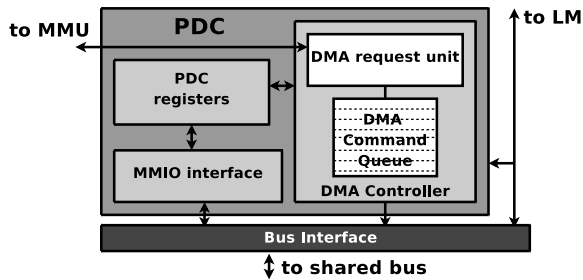 to MMU
PDC
to LM
DMA request unit
PDC
registers
DMA
Command
Queue
MMIO interface
DMA Controller
Bus Interface
to shared bus